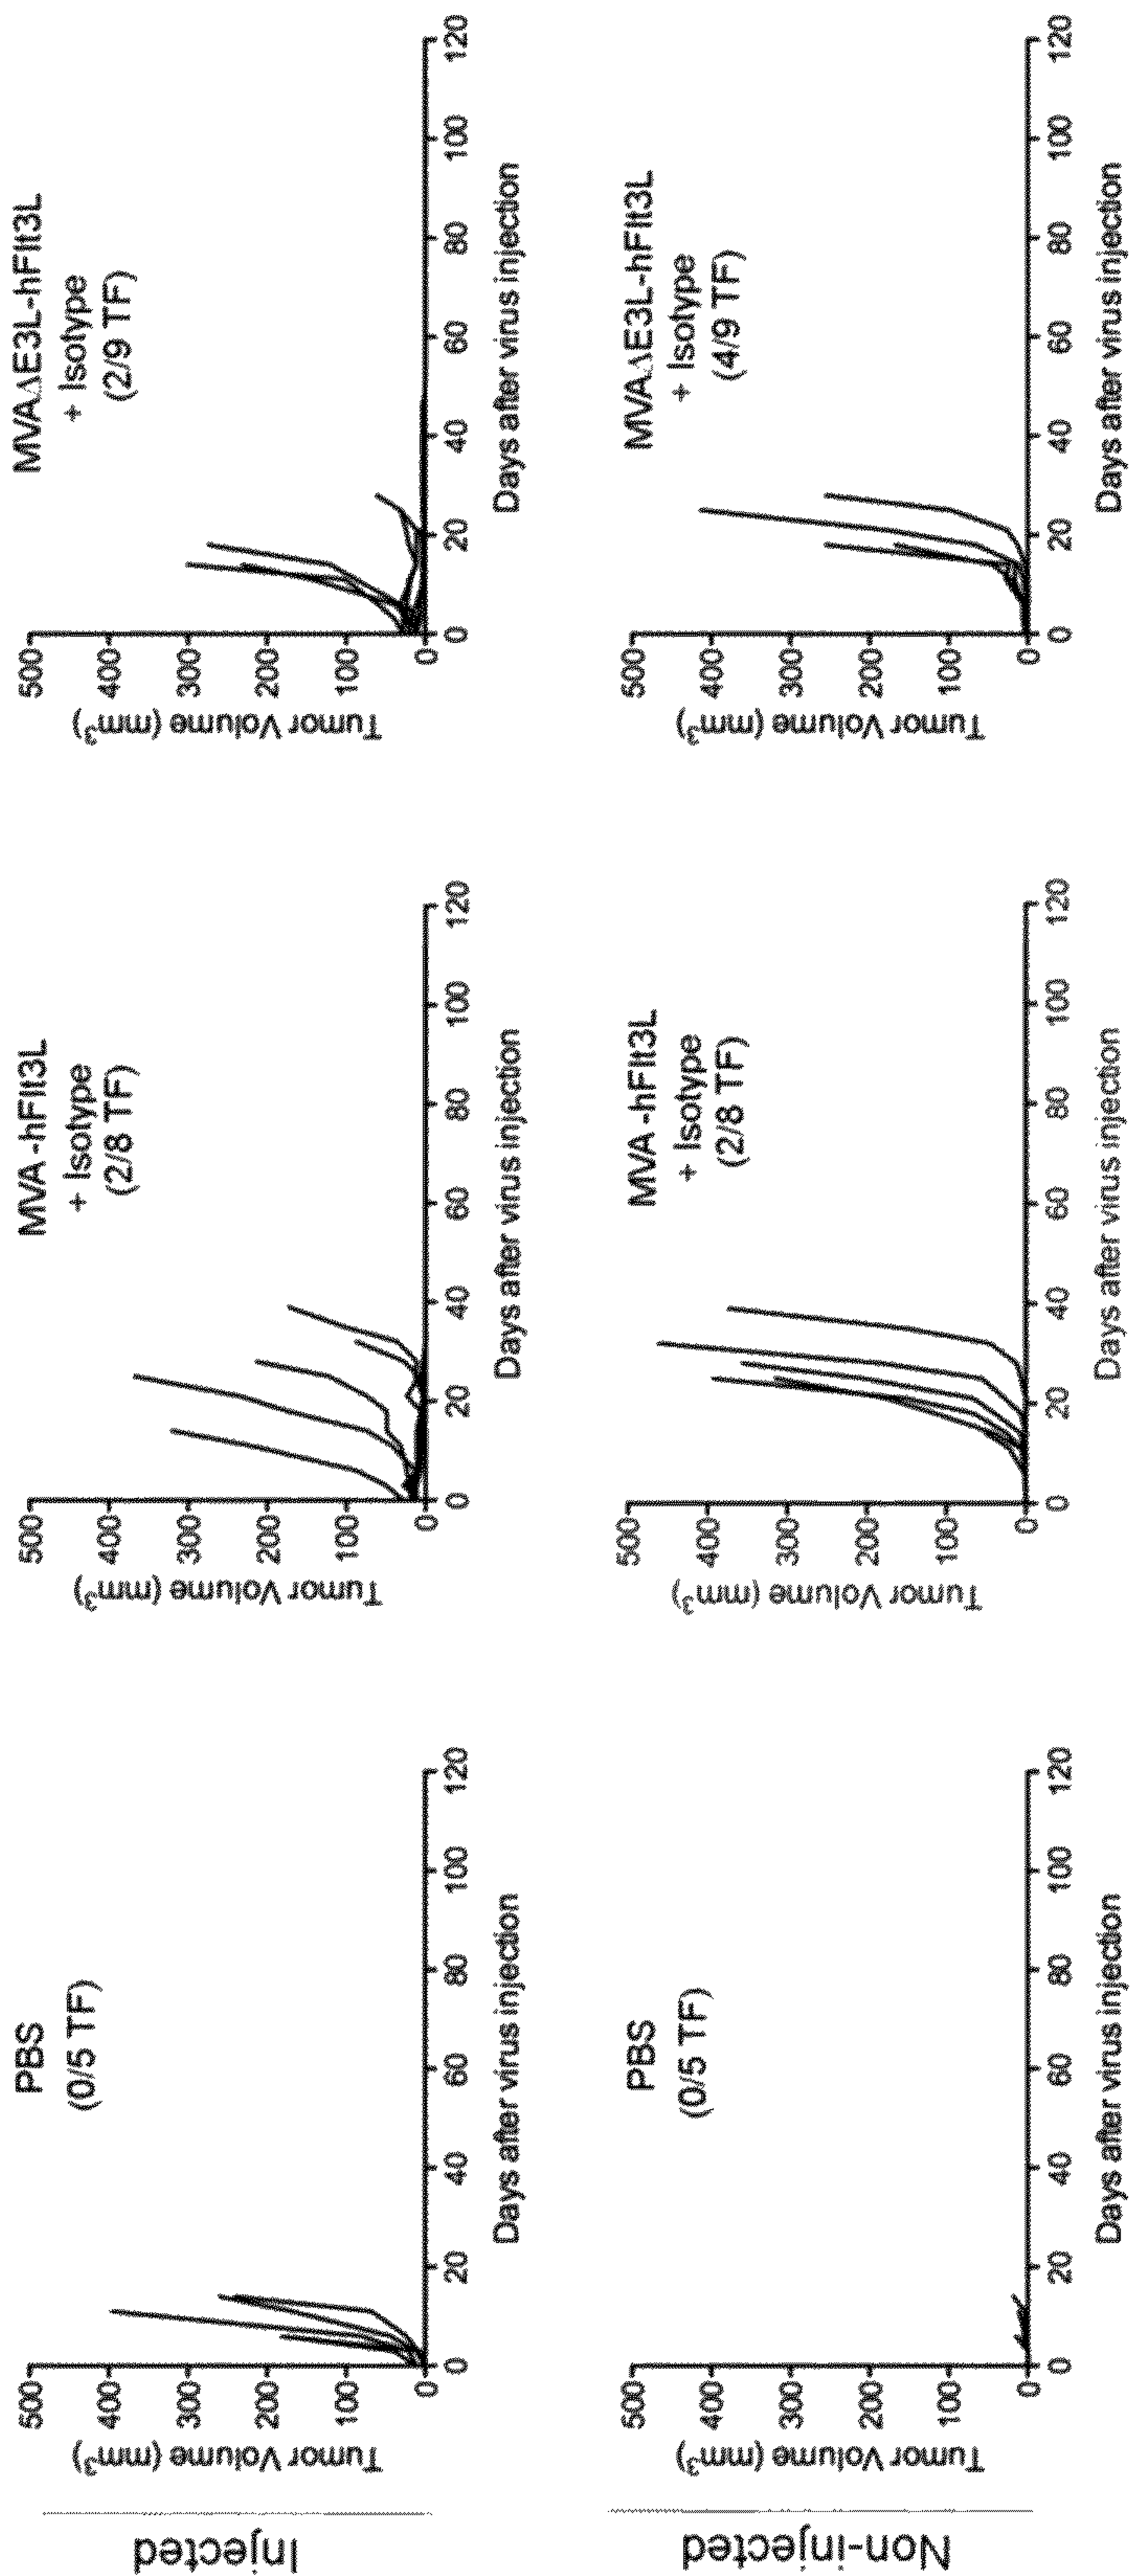 Injected
PBS
(0/5 TF)
Tumor Volume (mm³)
500
400
300
200
100
0
0 20 40 60 80 100 120
Days after virus injection
MVA -hFlt3L
+ Isotype
(2/8 TF)
Tumor Volume (mm³)
500
400
300
200
100
0
0 20 40 60 80 100 120
Days after virus injection
MVAΔE3L-hFlt3L
+ Isotype
(2/9 TF)
Tumor Volume (mm³)
500
400
300
200
100
0
0 20 40 60 80 100 120
Days after virus injection
Non-injected
PBS
(0/5 TF)
Tumor Volume (mm³)
500
400
300
200
100
0
0 20 40 60 80 100 120
Days after virus injection
MVA -hFlt3L
+ Isotype
(2/8 TF)
Tumor Volume (mm³)
500
400
300
200
100
0
0 20 40 60 80 100 120
Days after virus injection
MVAΔE3L-hFlt3L
+ Isotype
(4/9 TF)
Tumor Volume (mm³)
500
400
300
200
100
0
0 20 40 60 80 100 120
Days after virus injection